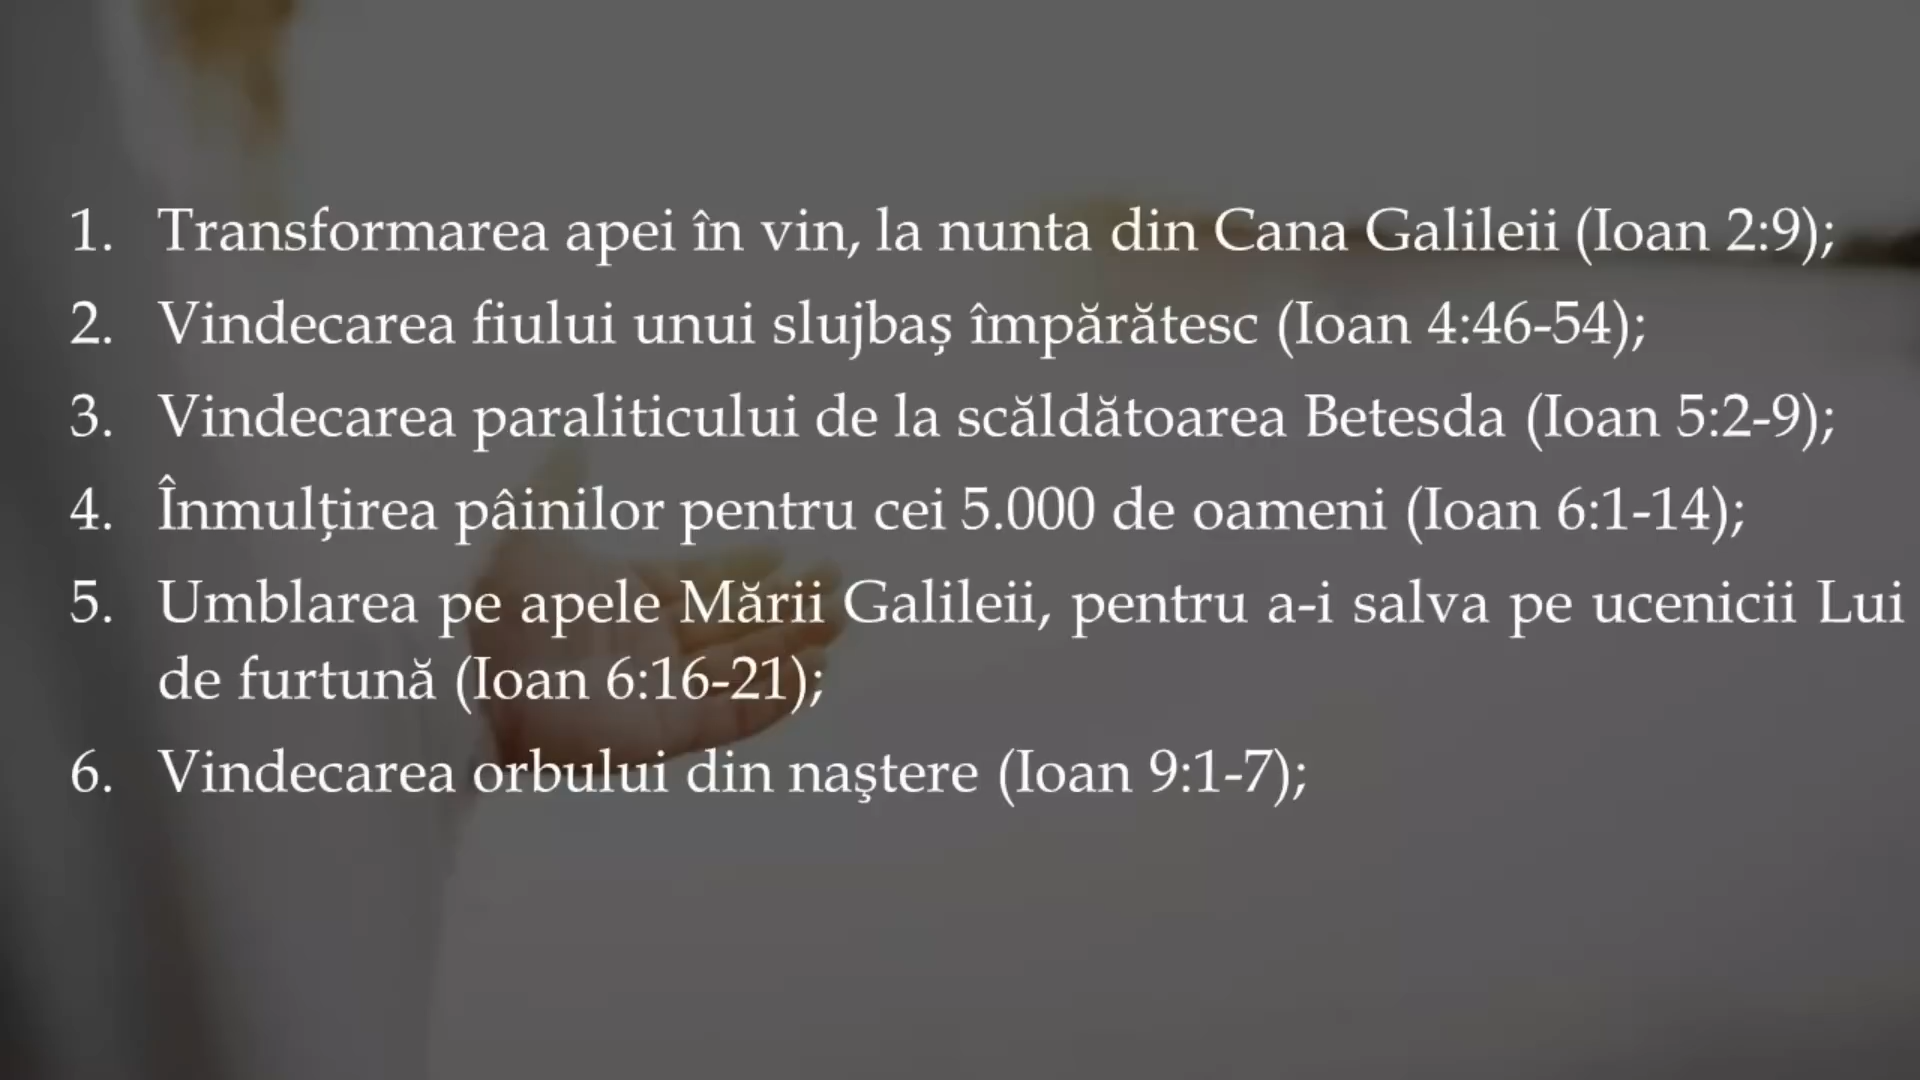 1. Transformarea apei în vin, la nunta din Cana Galileii (Ioan 2:9);
2. Vindecarea fiului unui slujbaș împărătesc (Ioan 4:46-54);
3. Vindecarea paraliticului de la scăldătoarea Betesda (Ioan 5:2-9);
4. Înmulțirea pâinilor pentru cei 5.000 de oameni (Ioan 6:1-14);
5. Umblarea pe apele Mării Galileii, pentru a-i salva pe ucenicii Lui
de furtună (Ioan 6:16-21);
6. Vindecarea orbului din naştere (Ioan 9:1-7);